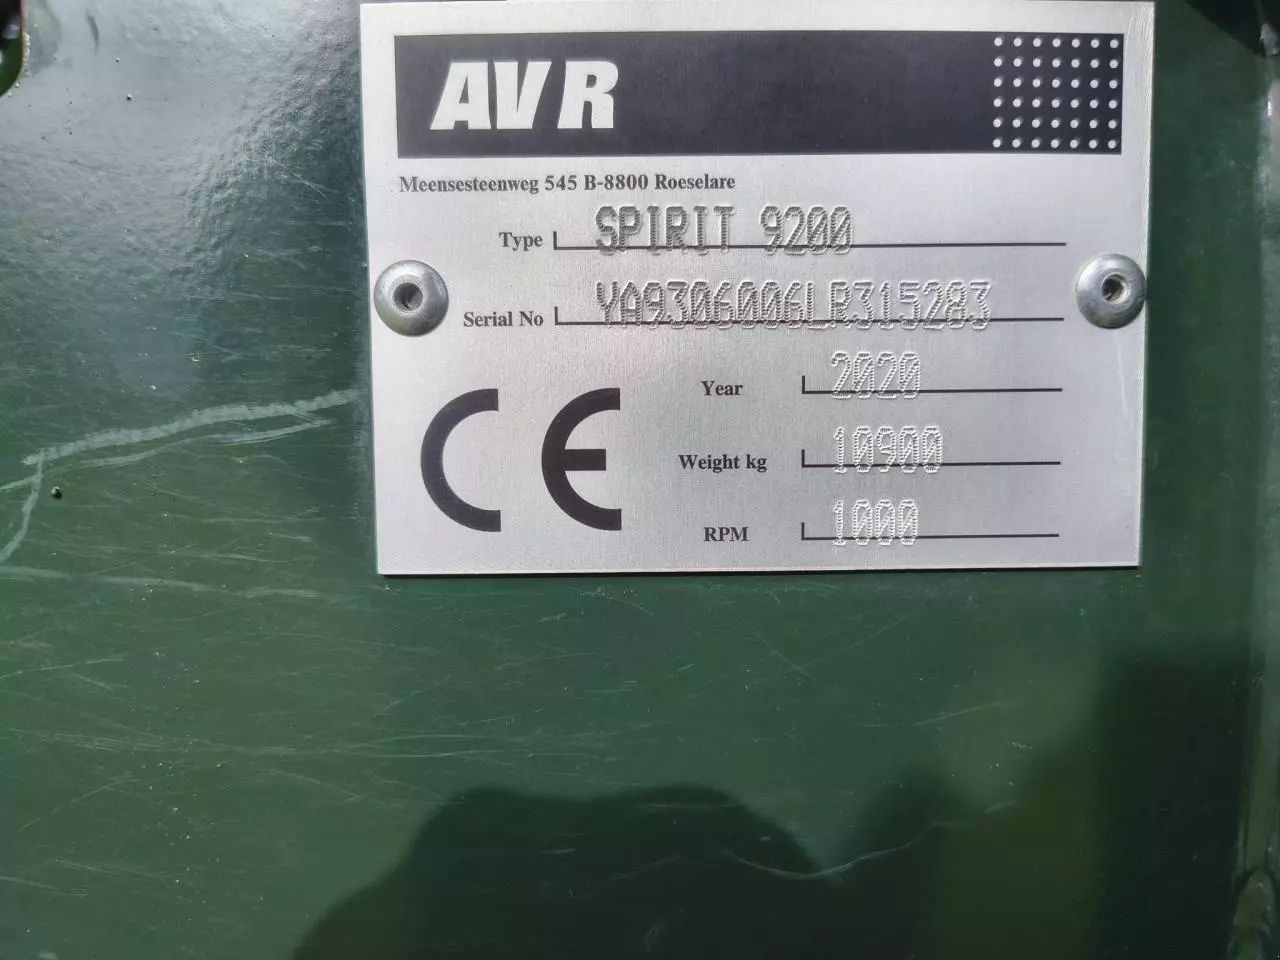 AVR
Meensesteenweg 545 B-8800 Roeselare
Type SPIRIT 9200
Serial No YA9306006LR315283
CE
Year 2020
Weight kg 10900
RPM 1000